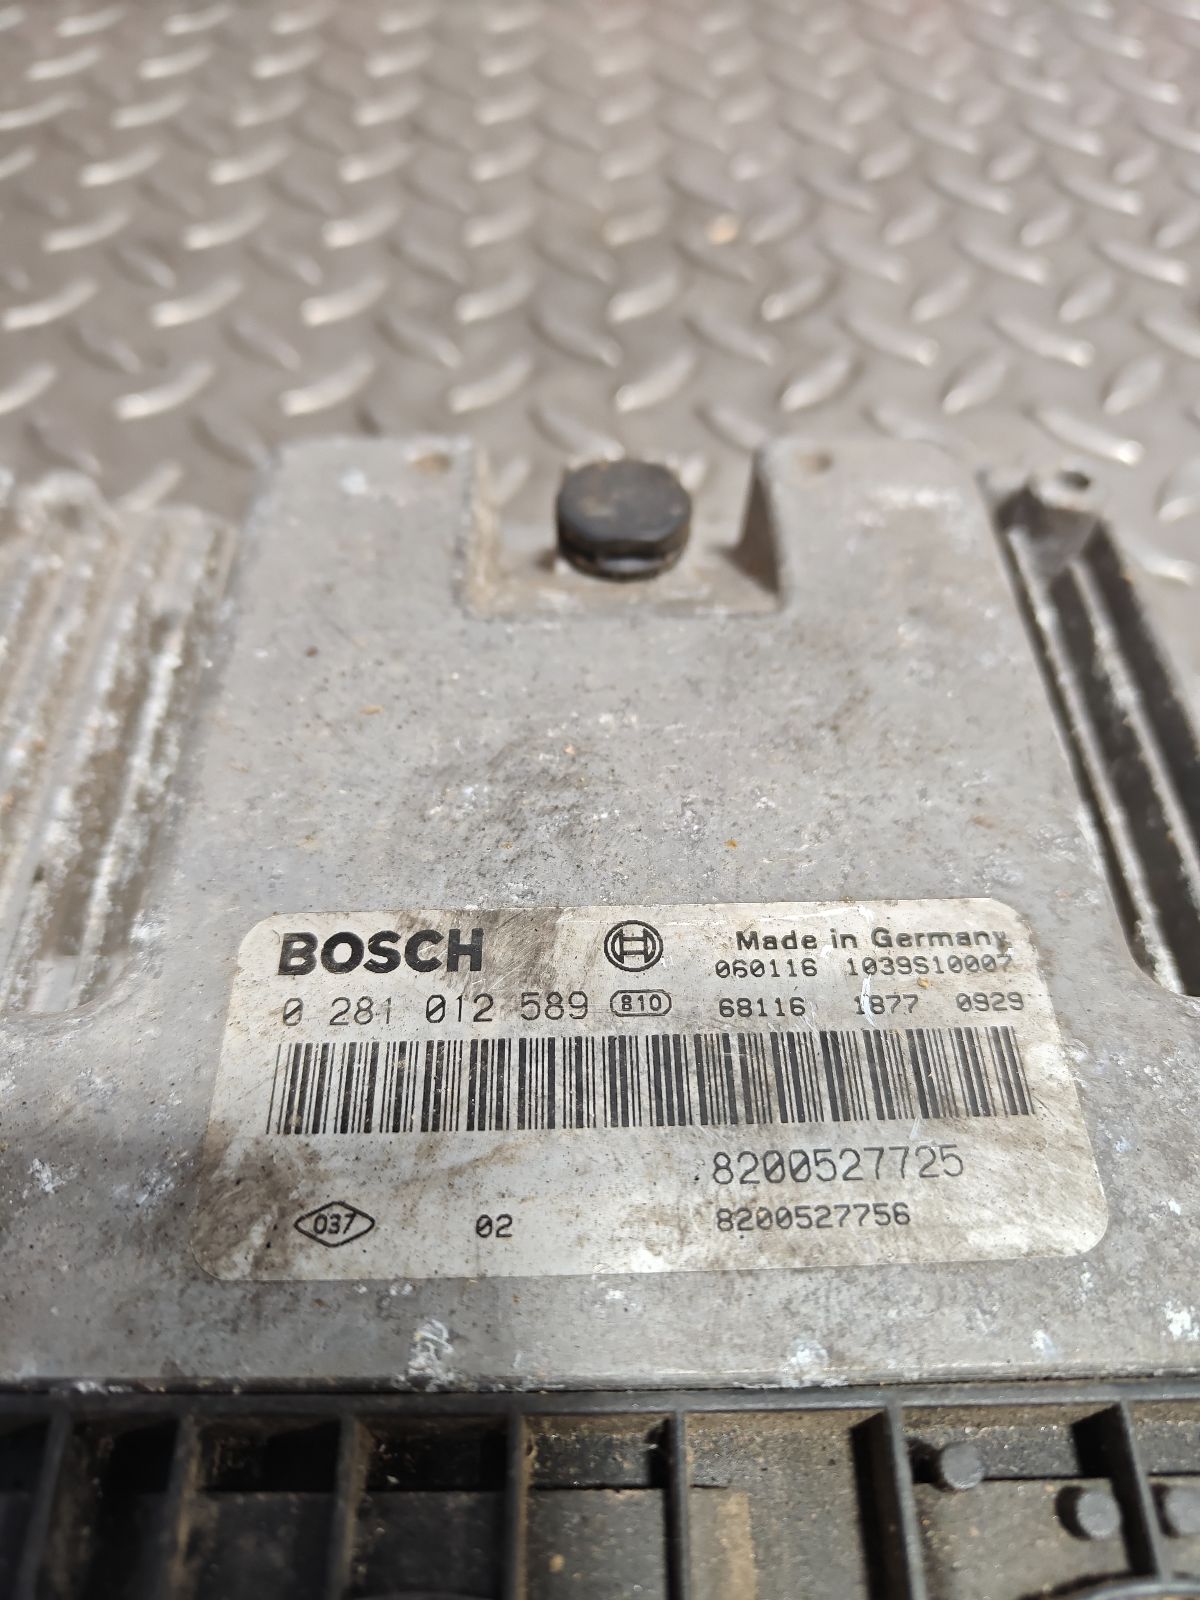 BOSCH
Made in Germany
060116 1039S10007
0 281 012 589 810 68116 1877 0929
8200527725
037 02 8200527756